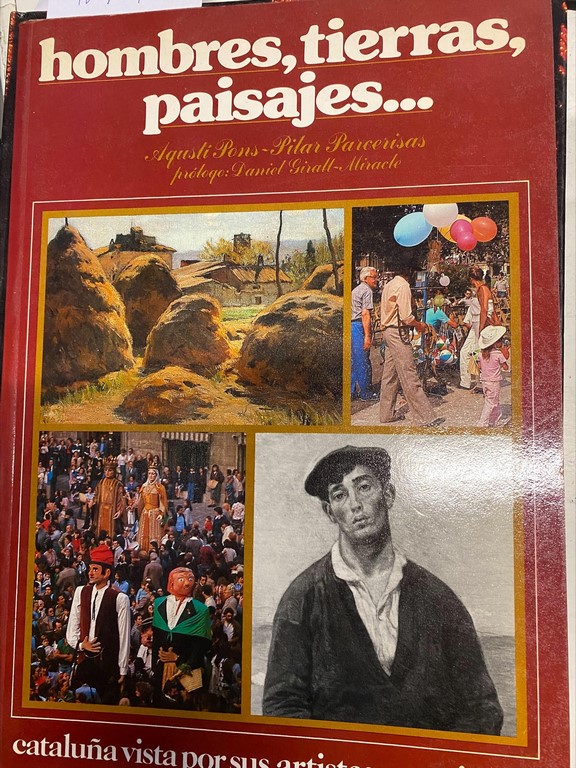 hombres, tierras,
paisajes...
Agustí Pons - Pilar Parcerisas
prólogo: Daniel Giralt-Miracle
cataluña vista por sus